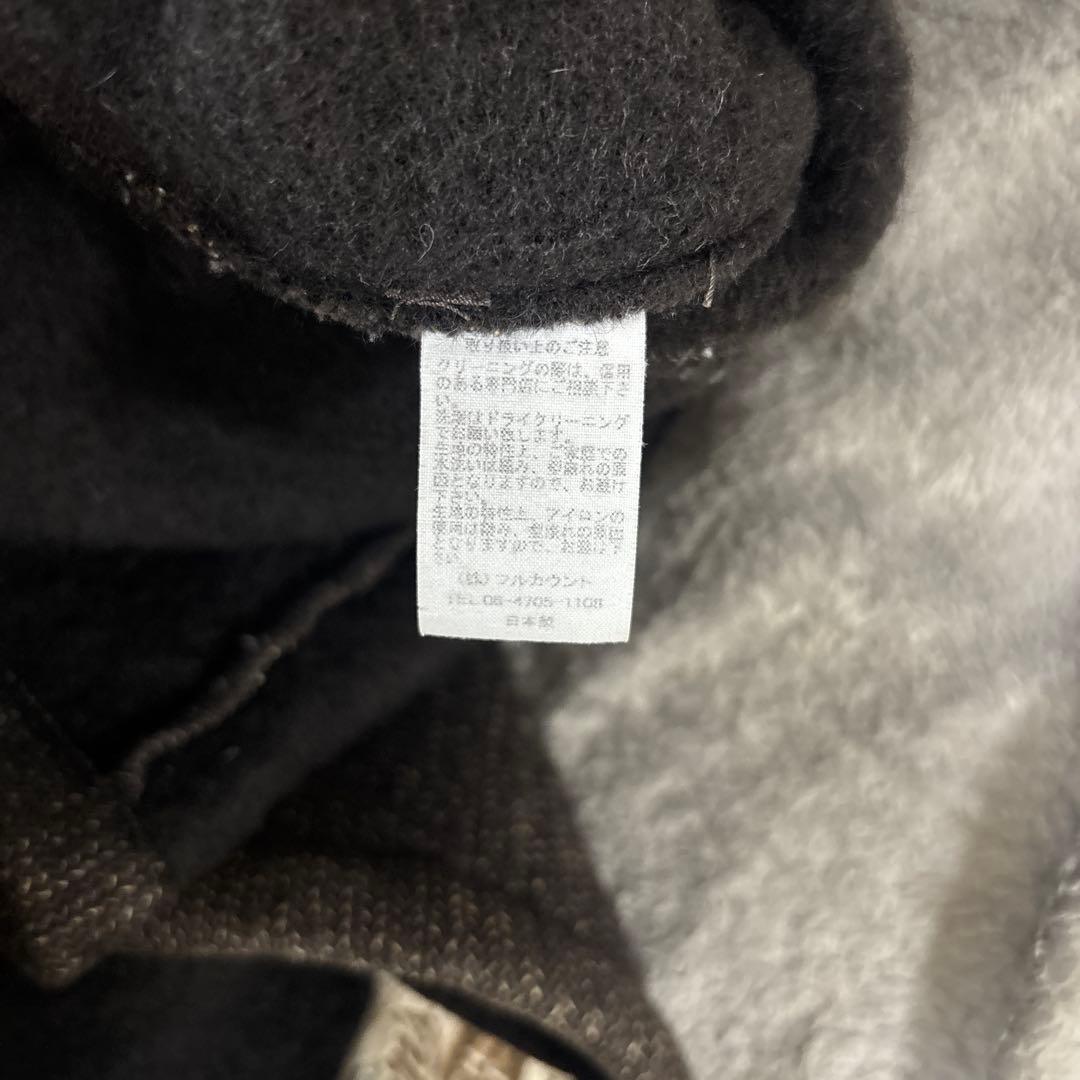 取り扱い上のご注意
クリーニングの際は、信用
のある専門店にご相談下さ
い。
洗濯はドライクリーニング
でお願い致します。
生地の特性上、ご家庭での
水洗いは縮み、型崩れの原
因となりますので、お避け
下さい。
生地の特性上、アイロンの
使用は縮み、型崩れの原因
となりますので、お避け下
さい。
(株)フルカウント
TEL 06-4705-1108
日本製